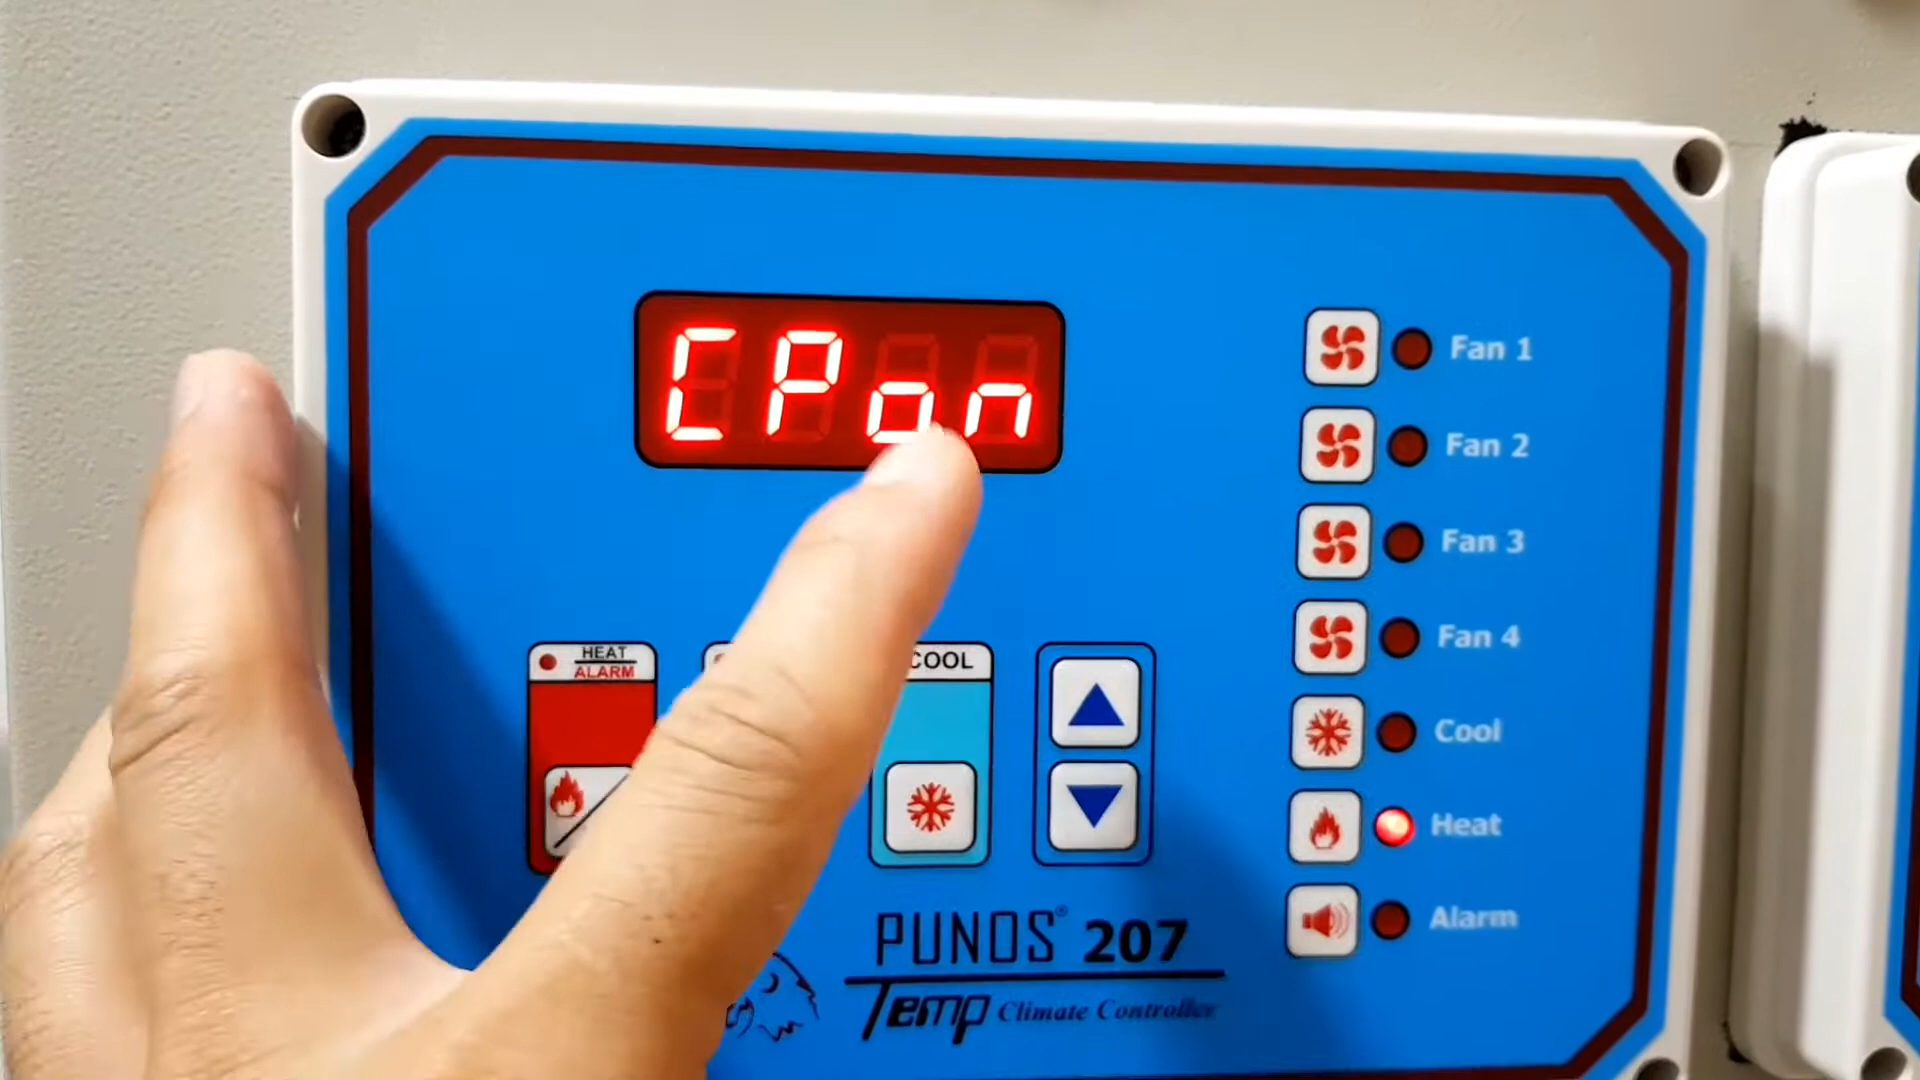 CPon
Fan 1
Fan 2
Fan 3
Fan 4
HEAT
ALARM
COOL
Cool
Heat
Alarm
PUNOS® 207
Temp Climate Controller